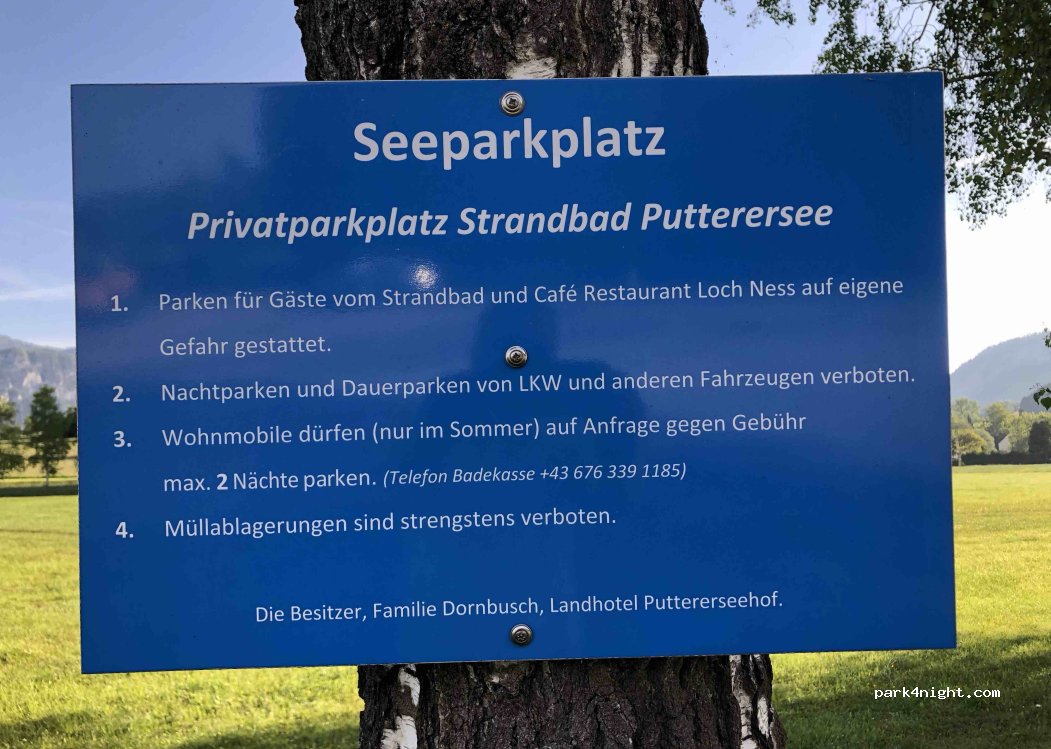 Seeparkplatz
Privatparkplatz Strandbad Putterersee
1. Parken für Gäste vom Strandbad und Café Restaurant Loch Ness auf eigene
Gefahr gestattet.
2. Nachtparken und Dauerparken von LKW und anderen Fahrzeugen verboten.
3. Wohnmobile dürfen (nur im Sommer) auf Anfrage gegen Gebühr
max. 2 Nächte parken. (Telefon Badekasse +43 676 339 1185)
4. Müllablagerungen sind strengstens verboten.
Die Besitzer, Familie Dornbusch, Landhotel Puttererseehof.
park4night.com